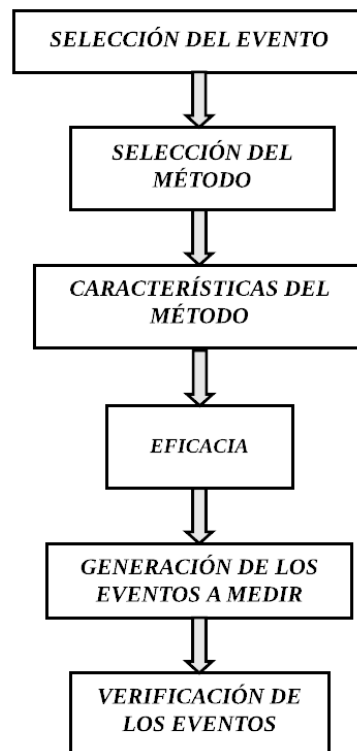 SELECCIÓN DEL EVENTO
SELECCIÓN DEL
MÉTODO
CARACTERÍSTICAS DEL
MÉTODO
EFICACIA
GENERACIÓN DE LOS
EVENTOS A MEDIR
VERIFICACIÓN DE
LOS EVENTOS